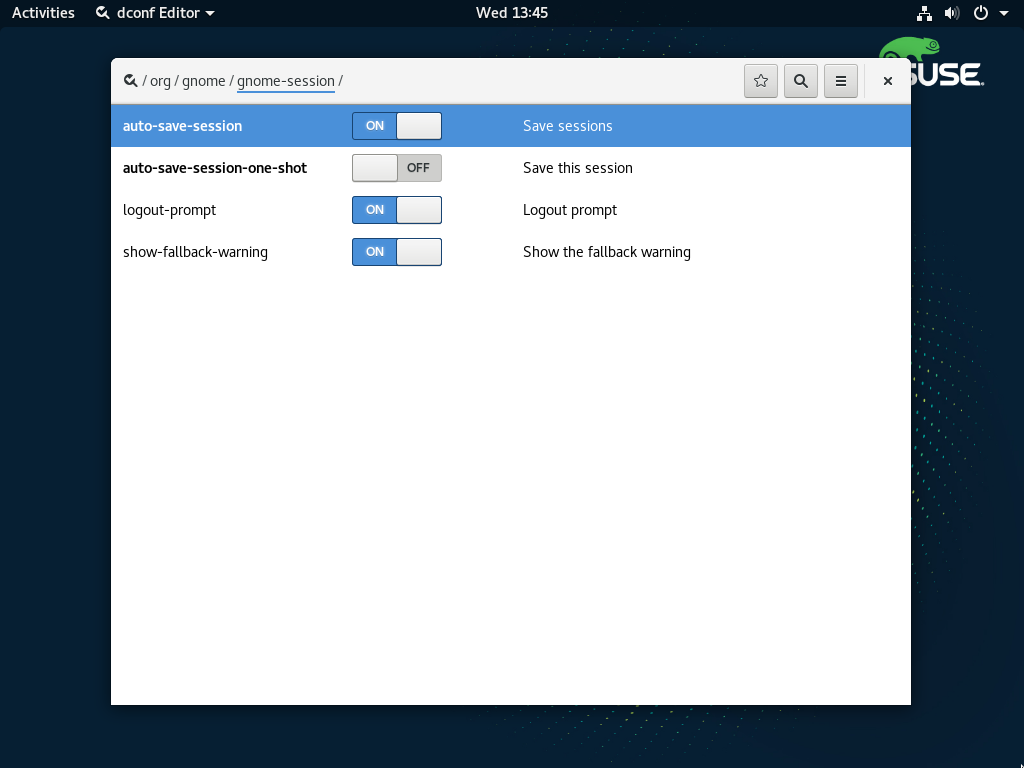 Activities dconf Editor Wed 13:45
SUSE.
/ org / gnome / gnome-session /
auto-save-session ON Save sessions
auto-save-session-one-shot OFF Save this session
logout-prompt ON Logout prompt
show-fallback-warning ON Show the fallback warning